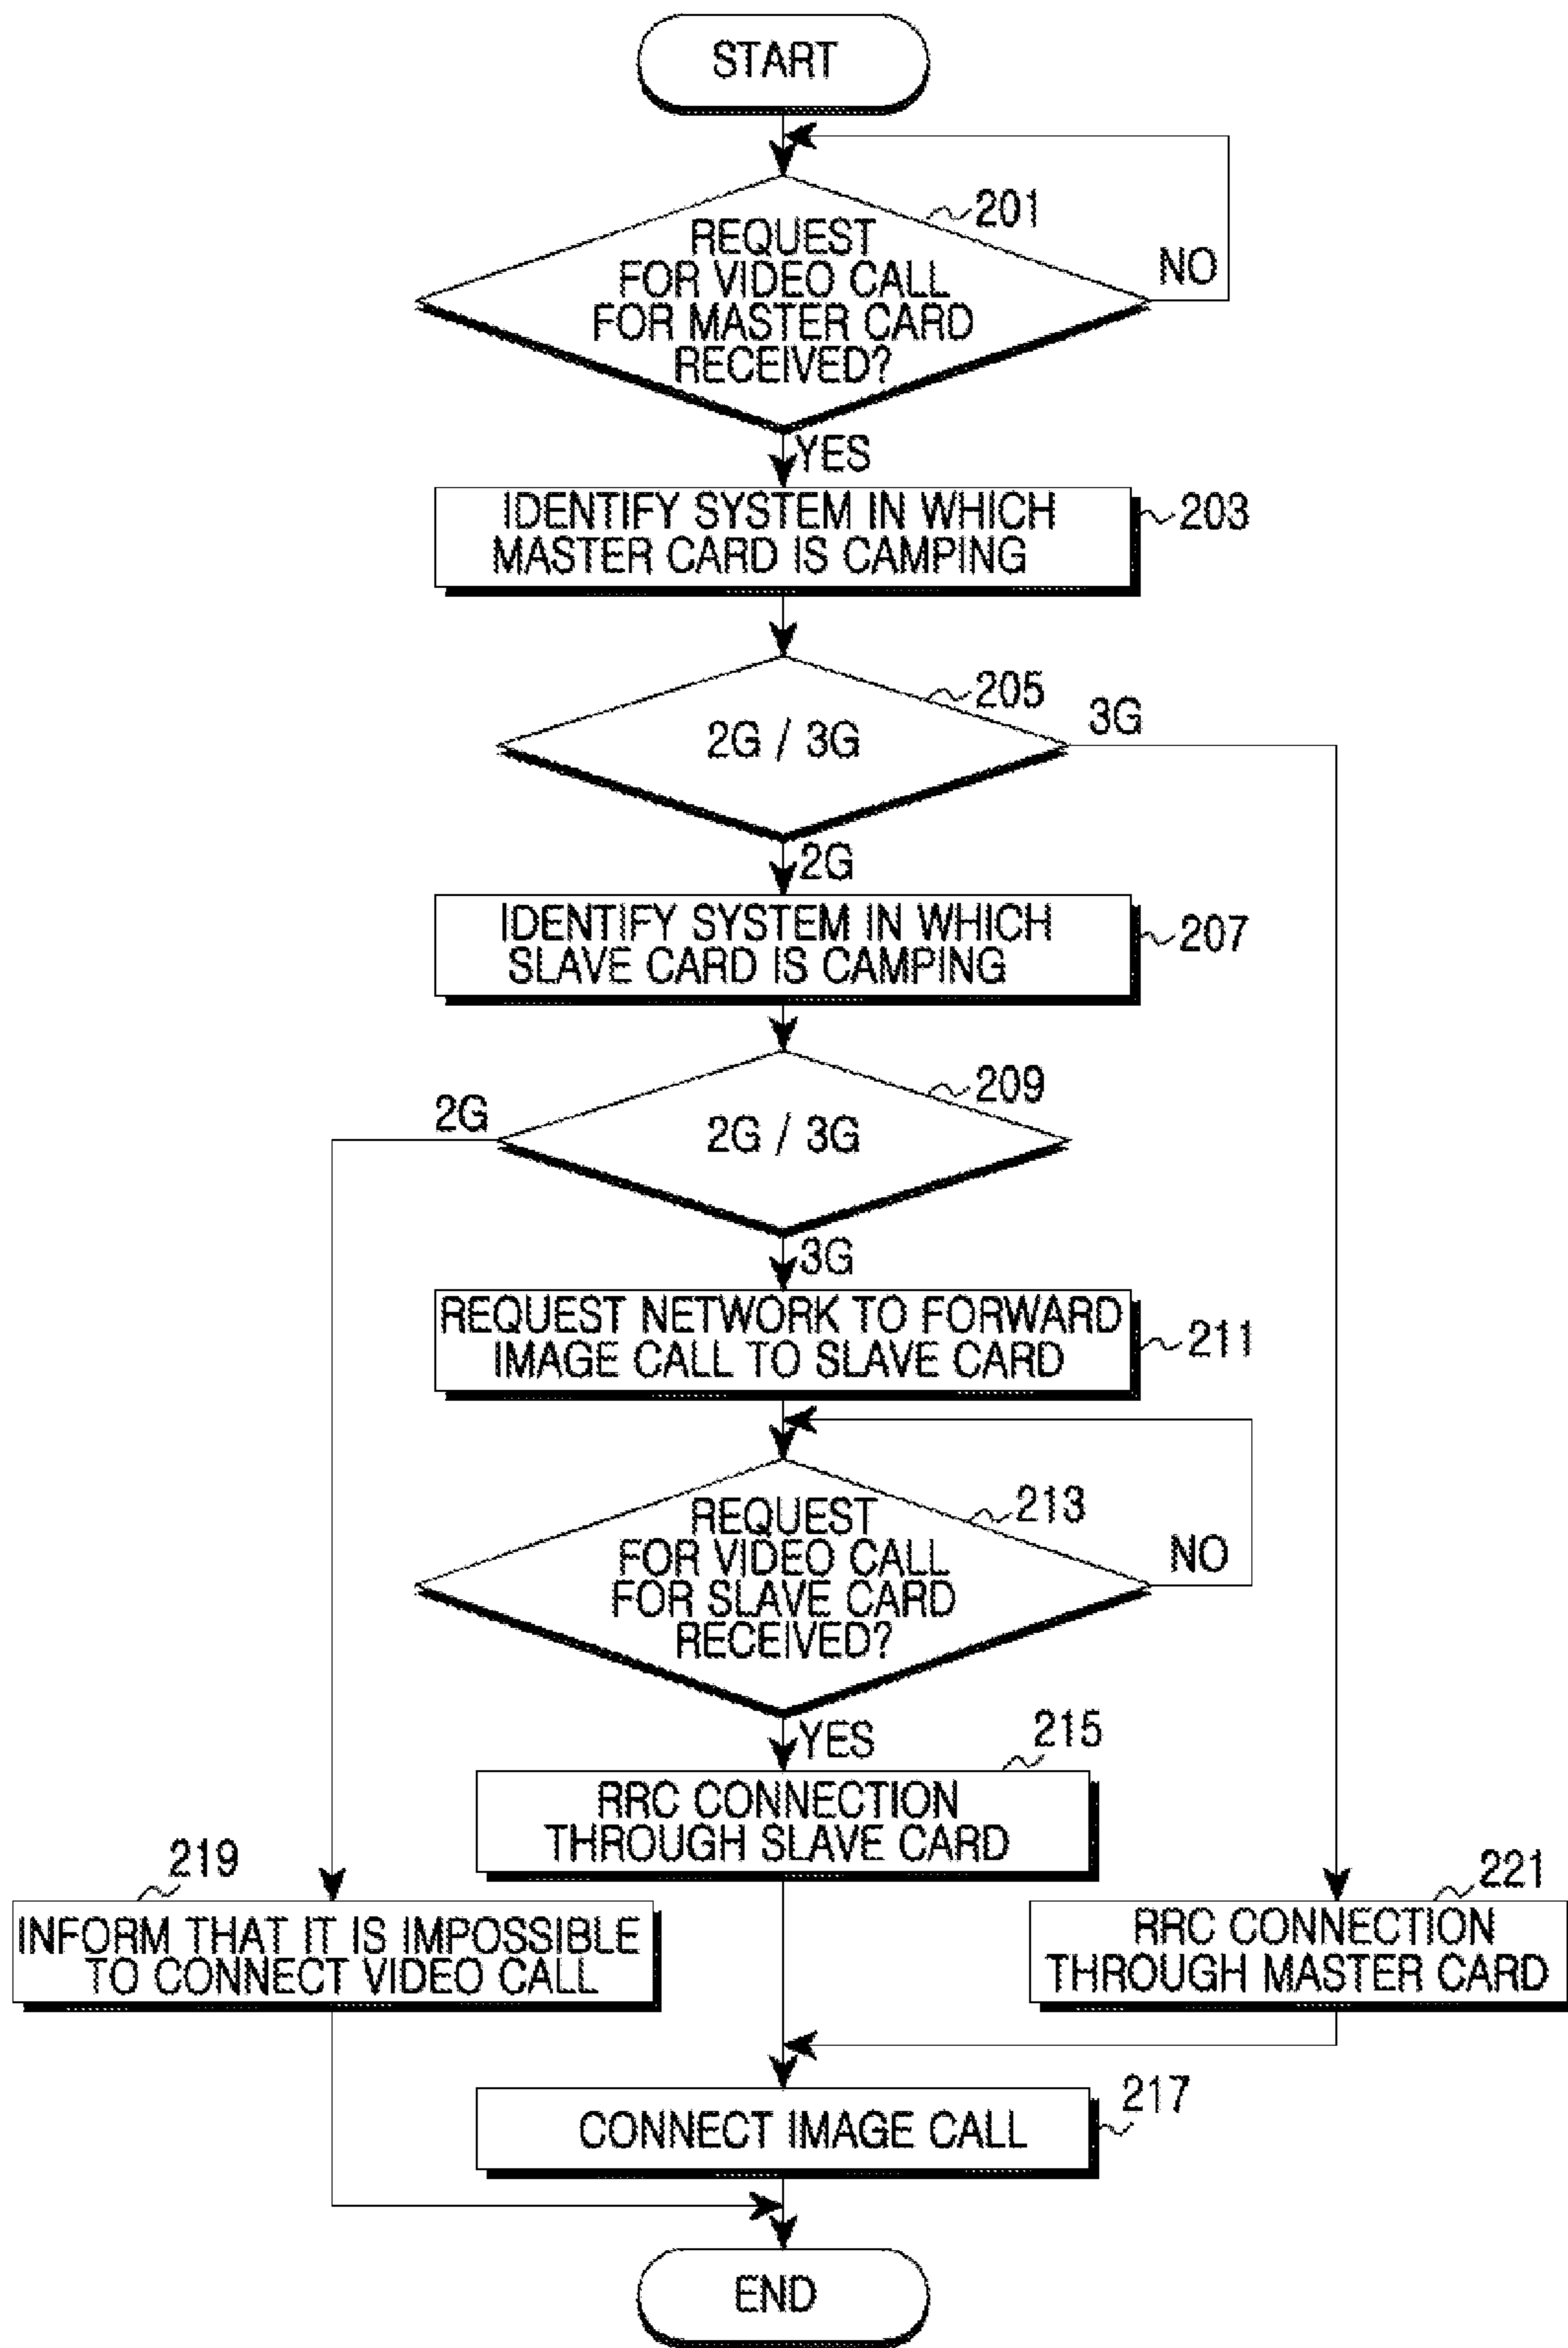 START
201
REQUEST
FOR VIDEO CALL
FOR MASTER CARD
RECEIVED?
NO
YES
IDENTIFY SYSTEM IN WHICH
MASTER CARD IS CAMPING
203
205
2G / 3G
3G
2G
IDENTIFY SYSTEM IN WHICH
SLAVE CARD IS CAMPING
207
209
2G
2G / 3G
3G
REQUEST NETWORK TO FORWARD
IMAGE CALL TO SLAVE CARD
211
213
REQUEST
FOR VIDEO CALL
FOR SLAVE CARD
RECEIVED?
NO
YES
215
RRC CONNECTION
THROUGH SLAVE CARD
219
INFORM THAT IT IS IMPOSSIBLE
TO CONNECT VIDEO CALL
221
RRC CONNECTION
THROUGH MASTER CARD
217
CONNECT IMAGE CALL
END